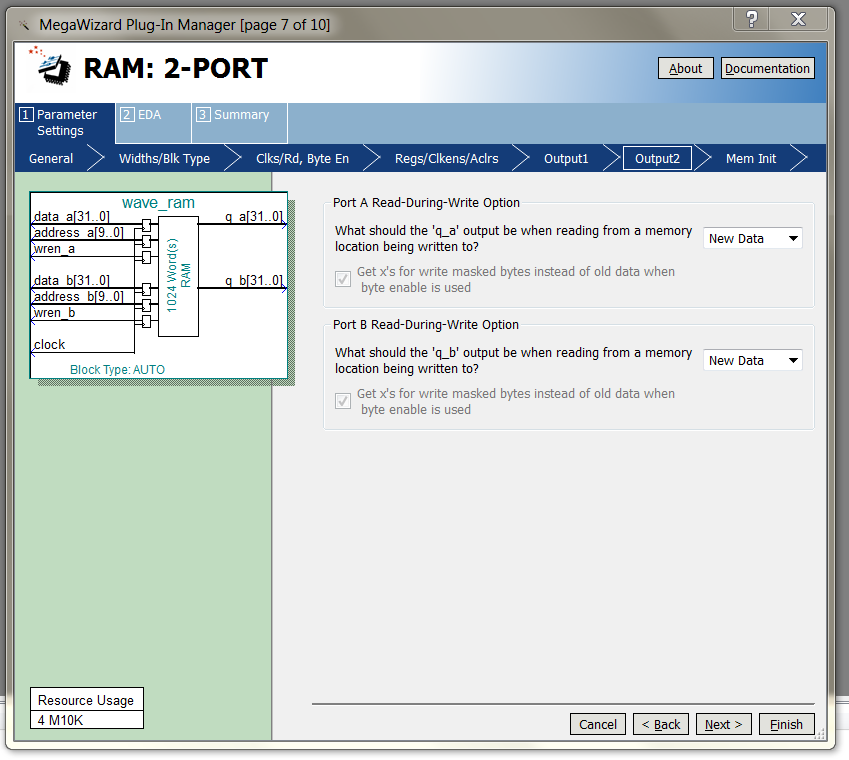 MegaWizard Plug-In Manager [page 7 of 10]
?
RAM: 2-PORT
About
Documentation
1 Parameter
Settings
2 EDA
3 Summary
General
Widths/Blk Type
Clks/Rd, Byte En
Regs/Clkens/Aclrs
Output1
Output2
Mem Init
wave_ram
data_a[31..0]
address_a[9..0]
wren_a
data_b[31..0]
address_b[9..0]
wren_b
clock
1024 Word(s)
RAM
q_a[31..0]
q_b[31..0]
Block Type: AUTO
Port A Read-During-Write Option
What should the 'q_a' output be when reading from a memory
location being written to?
New Data
Get x's for write masked bytes instead of old data when
byte enable is used
Port B Read-During-Write Option
What should the 'q_b' output be when reading from a memory
location being written to?
New Data
Get x's for write masked bytes instead of old data when
byte enable is used
Resource Usage
4 M10K
Cancel
< Back
Next >
Finish